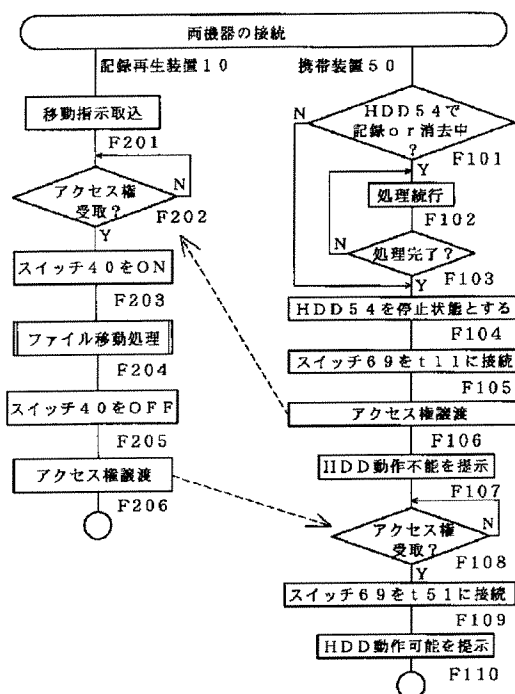 両機器の接続
記録再生装置10
移動指示取込
F201
N
アクセス権
受取?
F202
Y
スイッチ40をON
F203
ファイル移動処理
F204
スイッチ40をOFF
F205
アクセス権譲渡
F206
携帯装置50
N
HDD54で
記録or消去中
?
F101
Y
処理続行
F102
N
処理完了?
F103
Y
HDD54を停止状態とする
F104
スイッチ69をt11に接続
F105
アクセス権譲渡
F106
HDD動作不能を提示
F107
N
アクセス権
受取?
F108
Y
スイッチ69をt51に接続
F109
HDD動作可能を提示
F110